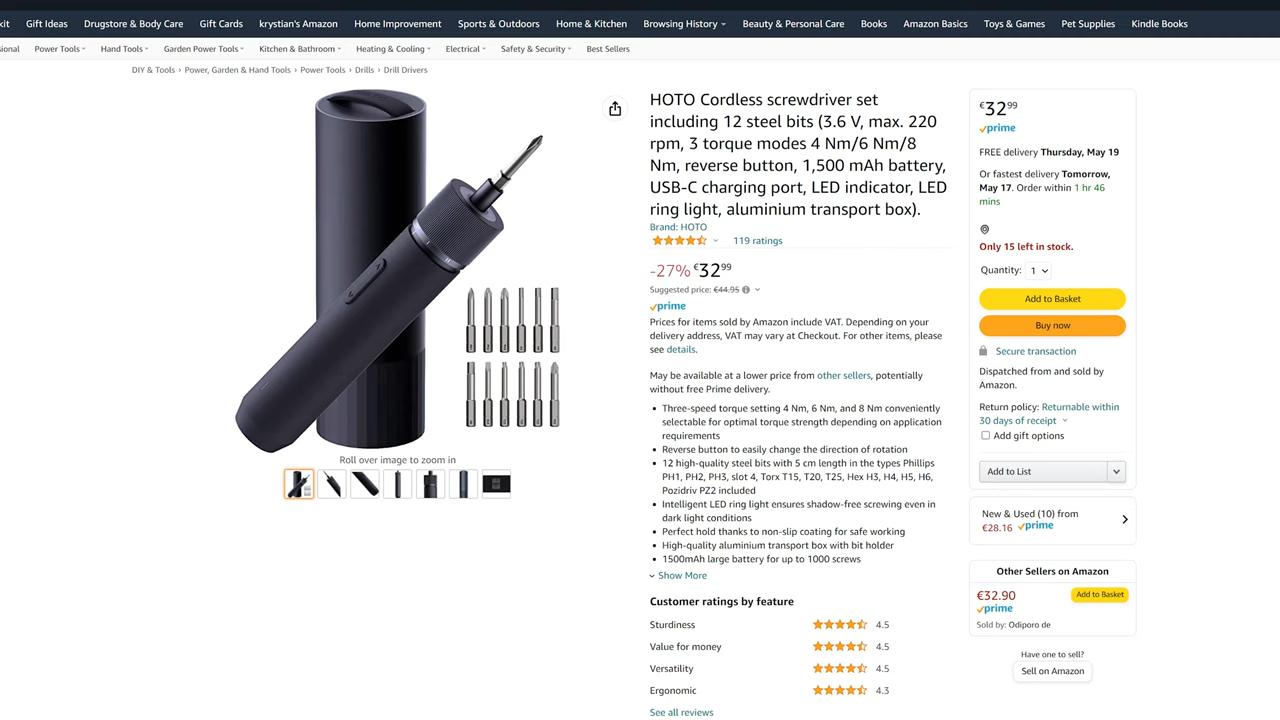 kit Gift Ideas Drugstore & Body Care Gift Cards krystian's Amazon Home Improvement Sports & Outdoors Home & Kitchen Browsing History Beauty & Personal Care Books Amazon Basics Toys & Games Pet Supplies Kindle Books
sional Power Tools Hand Tools Garden Power Tools Kitchen & Bathroom Heating & Cooling Electrical Safety & Security Best Sellers
DIY & Tools › Power, Garden & Hand Tools › Power Tools › Drills › Drill Drivers
Roll over image to zoom in
HOTO Cordless screwdriver set
including 12 steel bits (3.6 V, max. 220
rpm, 3 torque modes 4 Nm/6 Nm/8
Nm, reverse button, 1,500 mAh battery,
USB-C charging port, LED indicator, LED
ring light, aluminium transport box).
Brand: HOTO
119 ratings
-27% €32 99
Suggested price: €44.95
prime
Prices for items sold by Amazon include VAT. Depending on your
delivery address, VAT may vary at Checkout. For other items, please
see details.
May be available at a lower price from other sellers, potentially
without free Prime delivery.
• Three-speed torque setting 4 Nm, 6 Nm, and 8 Nm conveniently
selectable for optimal torque strength depending on application
requirements
• Reverse button to easily change the direction of rotation
• 12 high-quality steel bits with 5 cm length in the types Phillips
PH1, PH2, PH3, slot 4, Torx T15, T20, T25, Hex H3, H4, H5, H6,
Pozidriv PZ2 included
• Intelligent LED ring light ensures shadow-free screwing even in
dark light conditions
• Perfect hold thanks to non-slip coating for safe working
• High-quality aluminium transport box with bit holder
• 1500mAh large battery for up to 1000 screws
Show More
Customer ratings by feature
Sturdiness 4.5
Value for money 4.5
Versatility 4.5
Ergonomic 4.3
See all reviews
€32 99
prime
FREE delivery Thursday, May 19
Or fastest delivery Tomorrow,
May 17. Order within 1 hr 46
mins
Only 15 left in stock.
Quantity: 1
Add to Basket
Buy now
Secure transaction
Dispatched from and sold by
Amazon.
Return policy: Returnable within
30 days of receipt
Add gift options
Add to List
New & Used (10) from
€28.16 prime
Other Sellers on Amazon
€32.90 Add to Basket
prime
Sold by: Odiporo de
Have one to sell?
Sell on Amazon